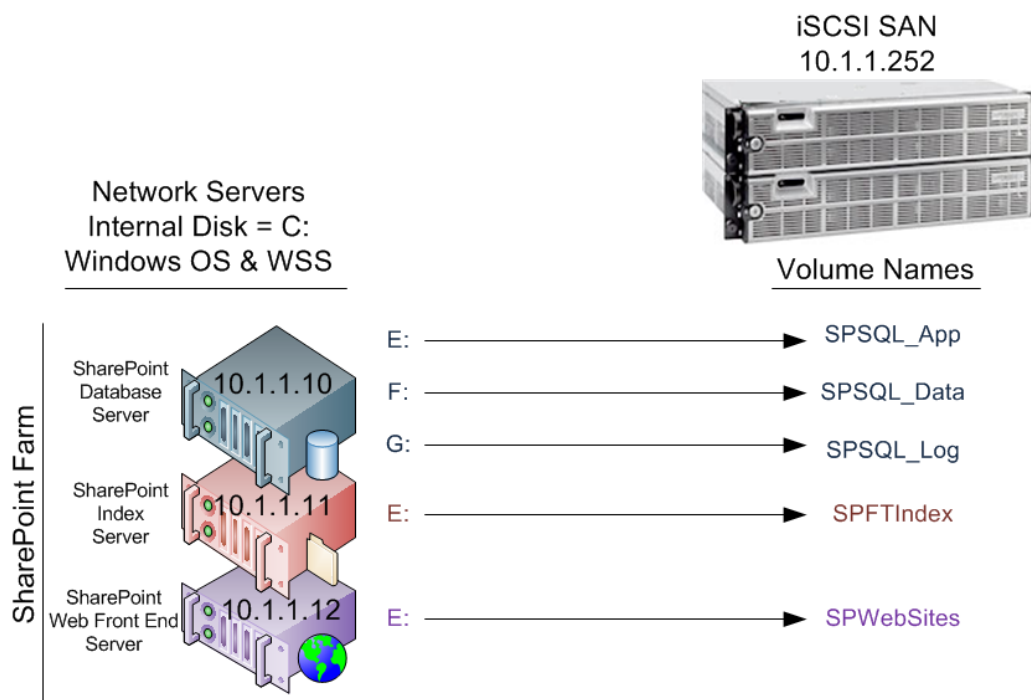 iSCSI SAN
10.1.1.252
Network Servers
Internal Disk = C:
Windows OS & WSS
Volume Names
SharePoint Farm
SharePoint
Database
Server
10.1.1.10
E:
SPSQL_App
F:
SPSQL_Data
G:
SPSQL_Log
SharePoint
Index
Server
10.1.1.11
E:
SPFTIndex
SharePoint
Web Front End
Server
10.1.1.12
E:
SPWebSites